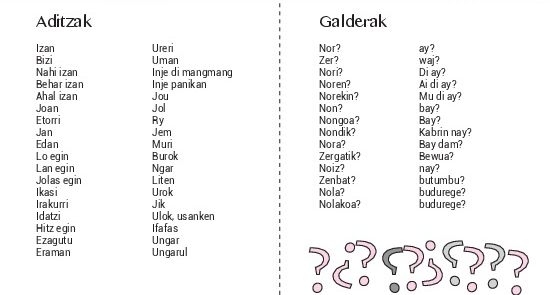 Aditzak
Izan Ureri
Bizi Uman
Nahi izan Inje di mangmang
Behar izan Inje panikan
Ahal izan Jou
Joan Jol
Etorri Ry
Jan Jem
Edan Muri
Lo egin Burok
Lan egin Ngar
Jolas egin Liten
Ikasi Urok
Irakurri Jik
Idatzi Ulok, usanken
Hitz egin Ifafas
Ezagutu Ungar
Eraman Ungarul
Galderak
Nor? ay?
Zer? waj?
Nori? Di ay?
Noren? Ai di ay?
Norekin? Mu di ay?
Non? bay?
Nongoa? Bay?
Nondik? Kabrin nay?
Nora? Bay dam?
Zergatik? Bewua?
Noiz? nay?
Zenbat? butumbu?
Nola? budurege?
Nolakoa? budurege?